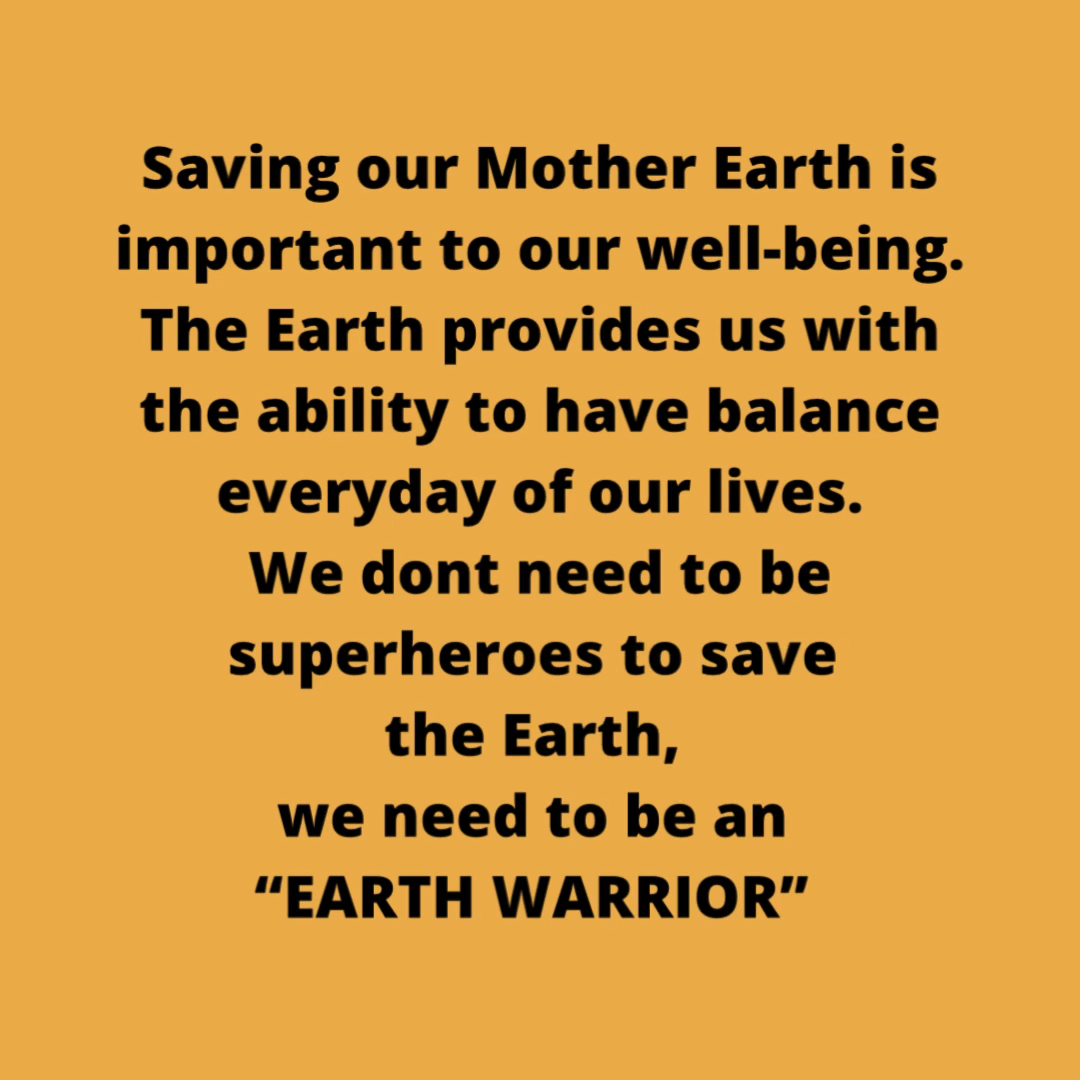 Saving our Mother Earth is
important to our well-being.
The Earth provides us with
the ability to have balance
everyday of our lives.
We dont need to be
superheroes to save
the Earth,
we need to be an
“EARTH WARRIOR”